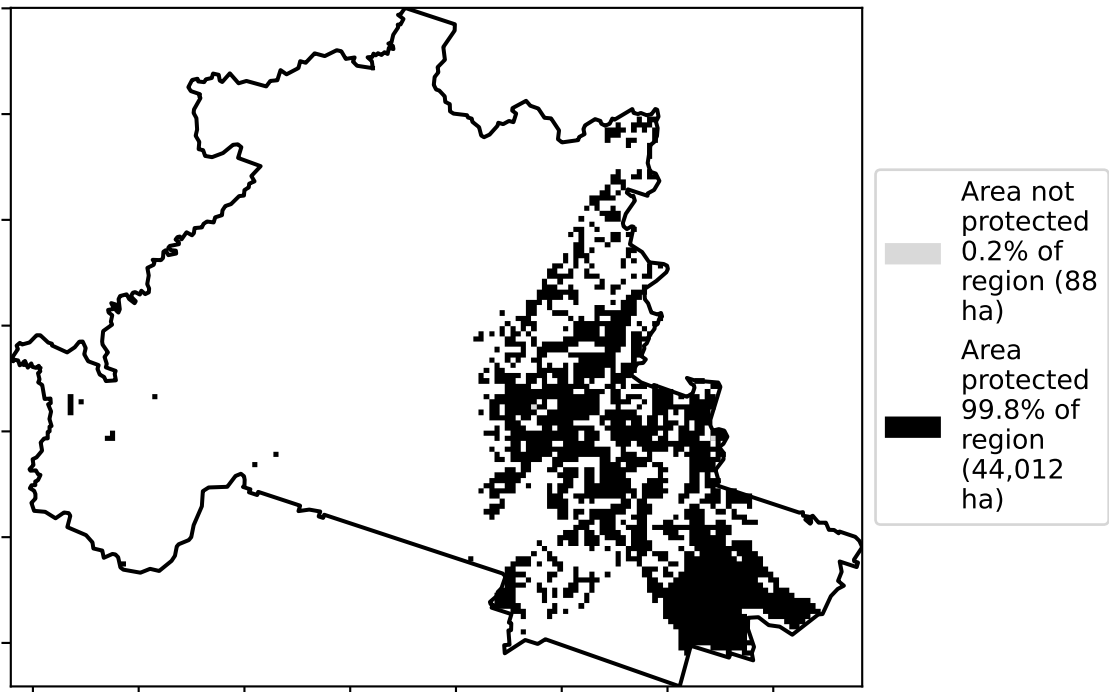 Area not
protected
0.2% of
region (88
ha)
Area
protected
99.8% of
region
(44,012
ha)